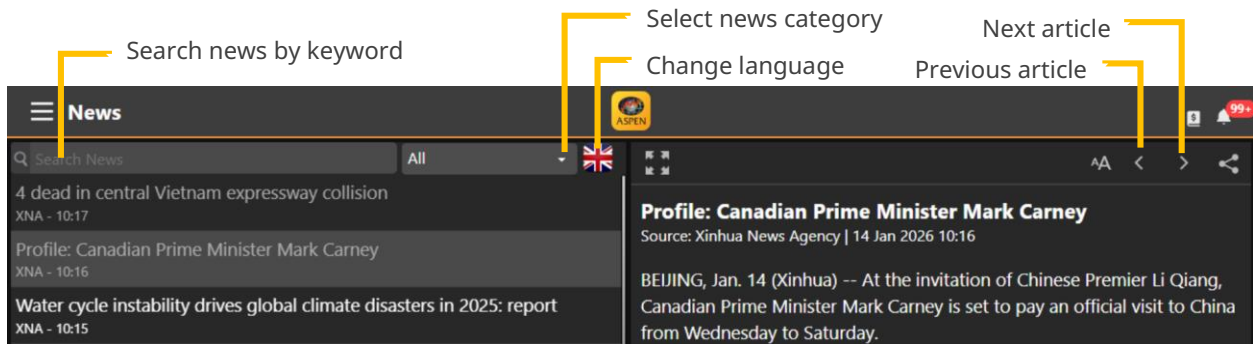 Select news category
Next article
Search news by keyword
Change language
Previous article
News
ASPEN
99+
Search News
All
AA
4 dead in central Vietnam expressway collision
XNA - 10:17
Profile: Canadian Prime Minister Mark Carney
XNA - 10:16
Water cycle instability drives global climate disasters in 2025: report
XNA - 10:15
Profile: Canadian Prime Minister Mark Carney
Source: Xinhua News Agency | 14 Jan 2026 10:16
BEIJING, Jan. 14 (Xinhua) -- At the invitation of Chinese Premier Li Qiang,
Canadian Prime Minister Mark Carney is set to pay an official visit to China
from Wednesday to Saturday.